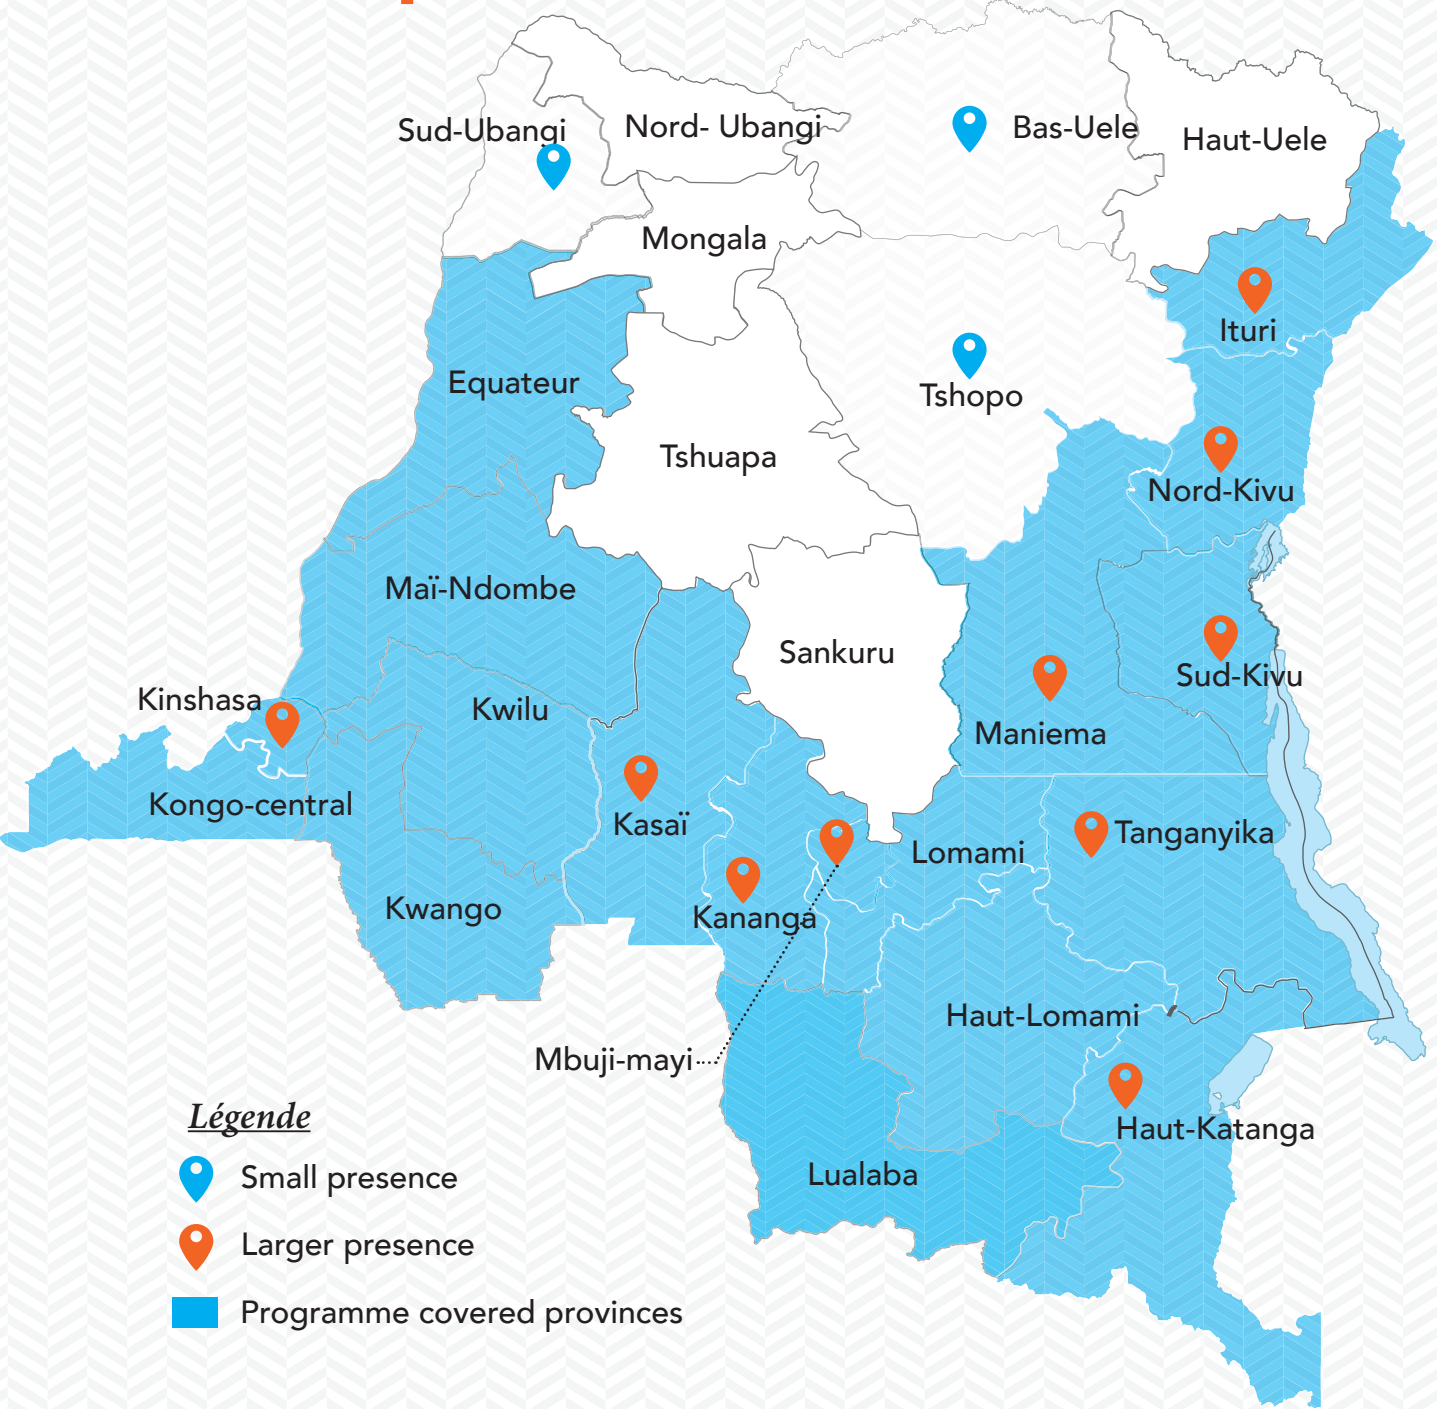 Sud-Ubangi
Nord- Ubangi
Bas-Uele
Haut-Uele
Mongala
Ituri
Equateur
Tshopo
Tshuapa
Nord-Kivu
Maï-Ndombe
Sankuru
Sud-Kivu
Kinshasa
Kwilu
Maniema
Kongo-central
Kasaï
Tanganyika
Lomami
Kwango
Kananga
Haut-Lomami
Mbuji-mayi
Haut-Katanga
Lualaba
Légende
Small presence
Larger presence
Programme covered provinces